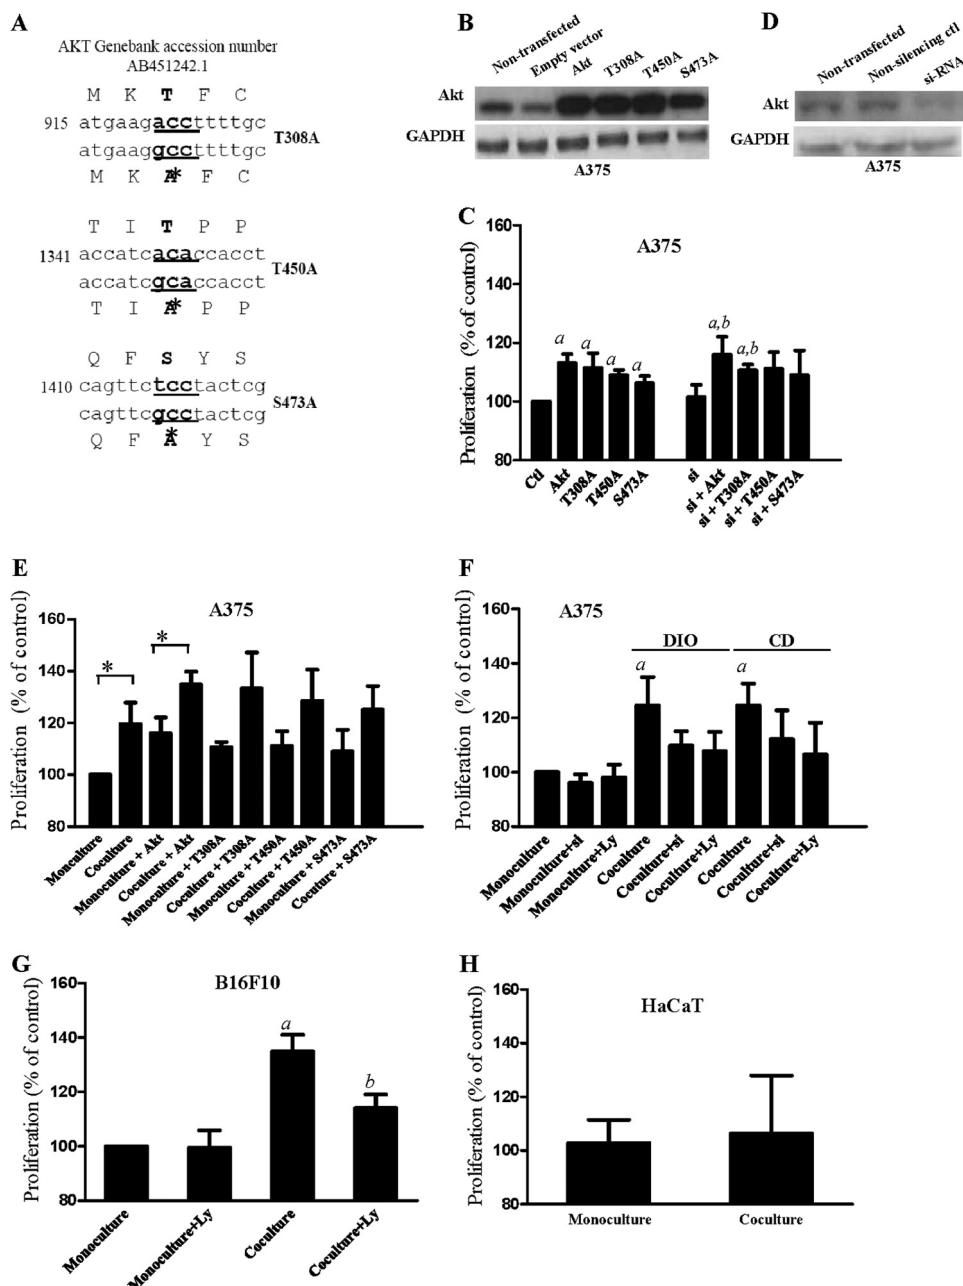 A
AKT Genebank accession number
AB451242.1
M K T F C
915 atgaagaccttttgc
atgaaggccttttgc
M K A* F C
T308A
T I T P P
1341 accatcacaccacct
accatcgcaccacct
T I A* P P
T450A
Q F S Y S
1410 cagttctcctactcg
cagttcgcctactcg
Q F A* Y S
S473A
B
Non-transfected
Empty vector
Akt
T308A
T450A
S473A
Akt
GAPDH
A375
D
Non-transfected
Non-silencing ctl
si-RNA
Akt
GAPDH
A375
C
A375
Proliferation (% of control)
160
140
120
100
80
a
a
a
a
a,b
a,b
Ctl
Akt
T308A
T450A
S473A
si
si + Akt
si + T308A
si + T450A
si + S473A
E
A375
Proliferation (% of control)
160
140
120
100
80
*
*
Monculture
Coculture
Monoculture + Akt
Coculture + Akt
Monoculture + T308A
Coculture + T308A
Mnoculture + T450A
Coculture + T450A
Monoculture + S473A
Cocuture + S473A
F
A375
Proliferation (% of control)
160
140
120
100
80
DIO
CD
a
a
Monoculture
Monoculture+si
Monoculture+Ly
Coculture
Coculture+si
Coculture+Ly
Coculture
Coculture+si
Coculture+Ly
G
B16F10
Proliferation (% of control)
160
140
120
100
80
a
b
Monoculture
Monoculture+Ly
Coculture
Coculture+Ly
H
HaCaT
Proliferation (% of control)
160
140
120
100
80
Monoculture
Coculture